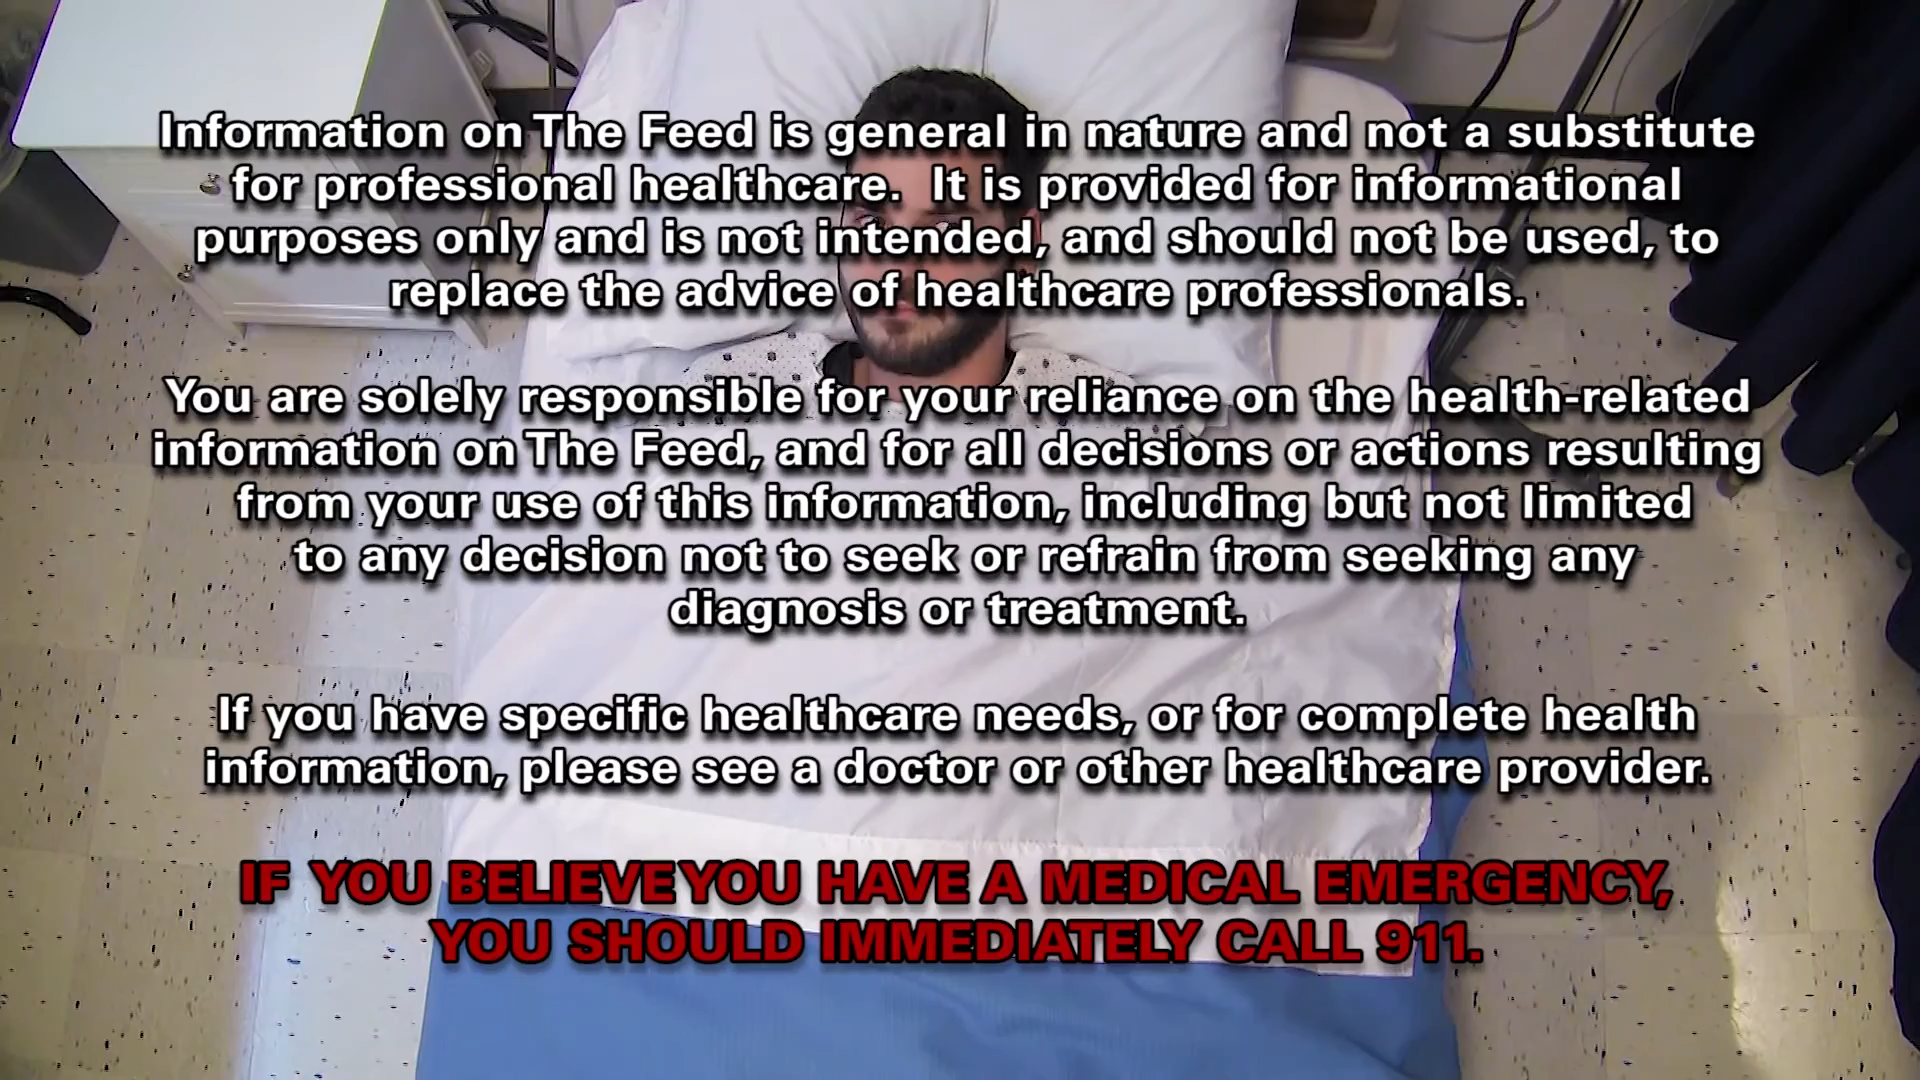 Information on The Feed is general in nature and not a substitute
for professional healthcare. It is provided for informational
purposes only and is not intended, and should not be used, to
replace the advice of healthcare professionals.
You are solely responsible for your reliance on the health-related
information on The Feed, and for all decisions or actions resulting
from your use of this information, including but not limited
to any decision not to seek or refrain from seeking any
diagnosis or treatment.
If you have specific healthcare needs, or for complete health
information, please see a doctor or other healthcare provider.
IF YOU BELIEVE YOU HAVE A MEDICAL EMERGENCY,
YOU SHOULD IMMEDIATELY CALL 911.